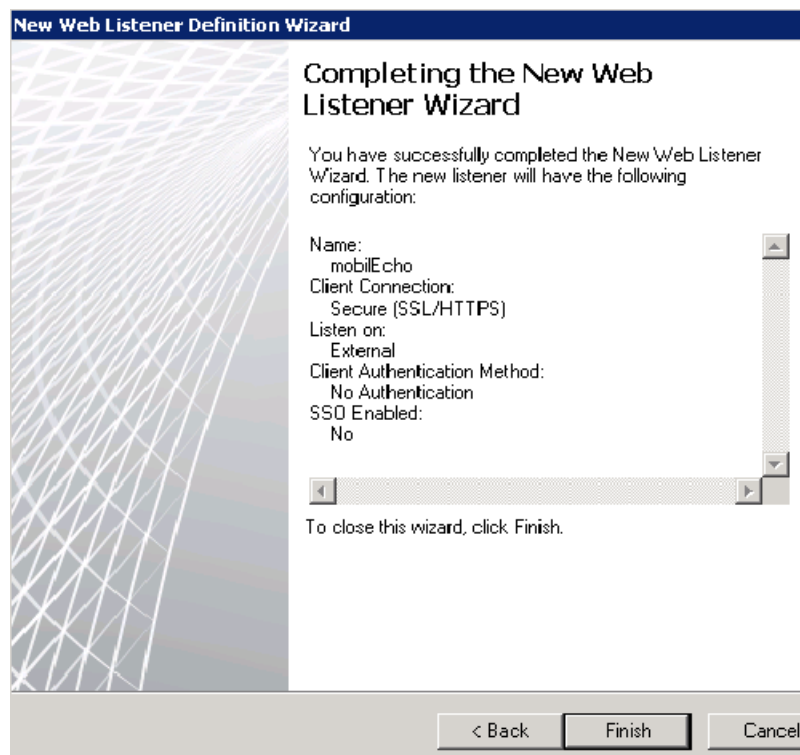 New Web Listener Definition Wizard
Completing the New Web
Listener Wizard
You have successfully completed the New Web Listener
Wizard. The new listener will have the following
configuration:
Name:
mobilEcho
Client Connection:
Secure (SSL/HTTPS)
Listen on:
External
Client Authentication Method:
No Authentication
SSO Enabled:
No
To close this wizard, click Finish.
< Back
Finish
Cancel